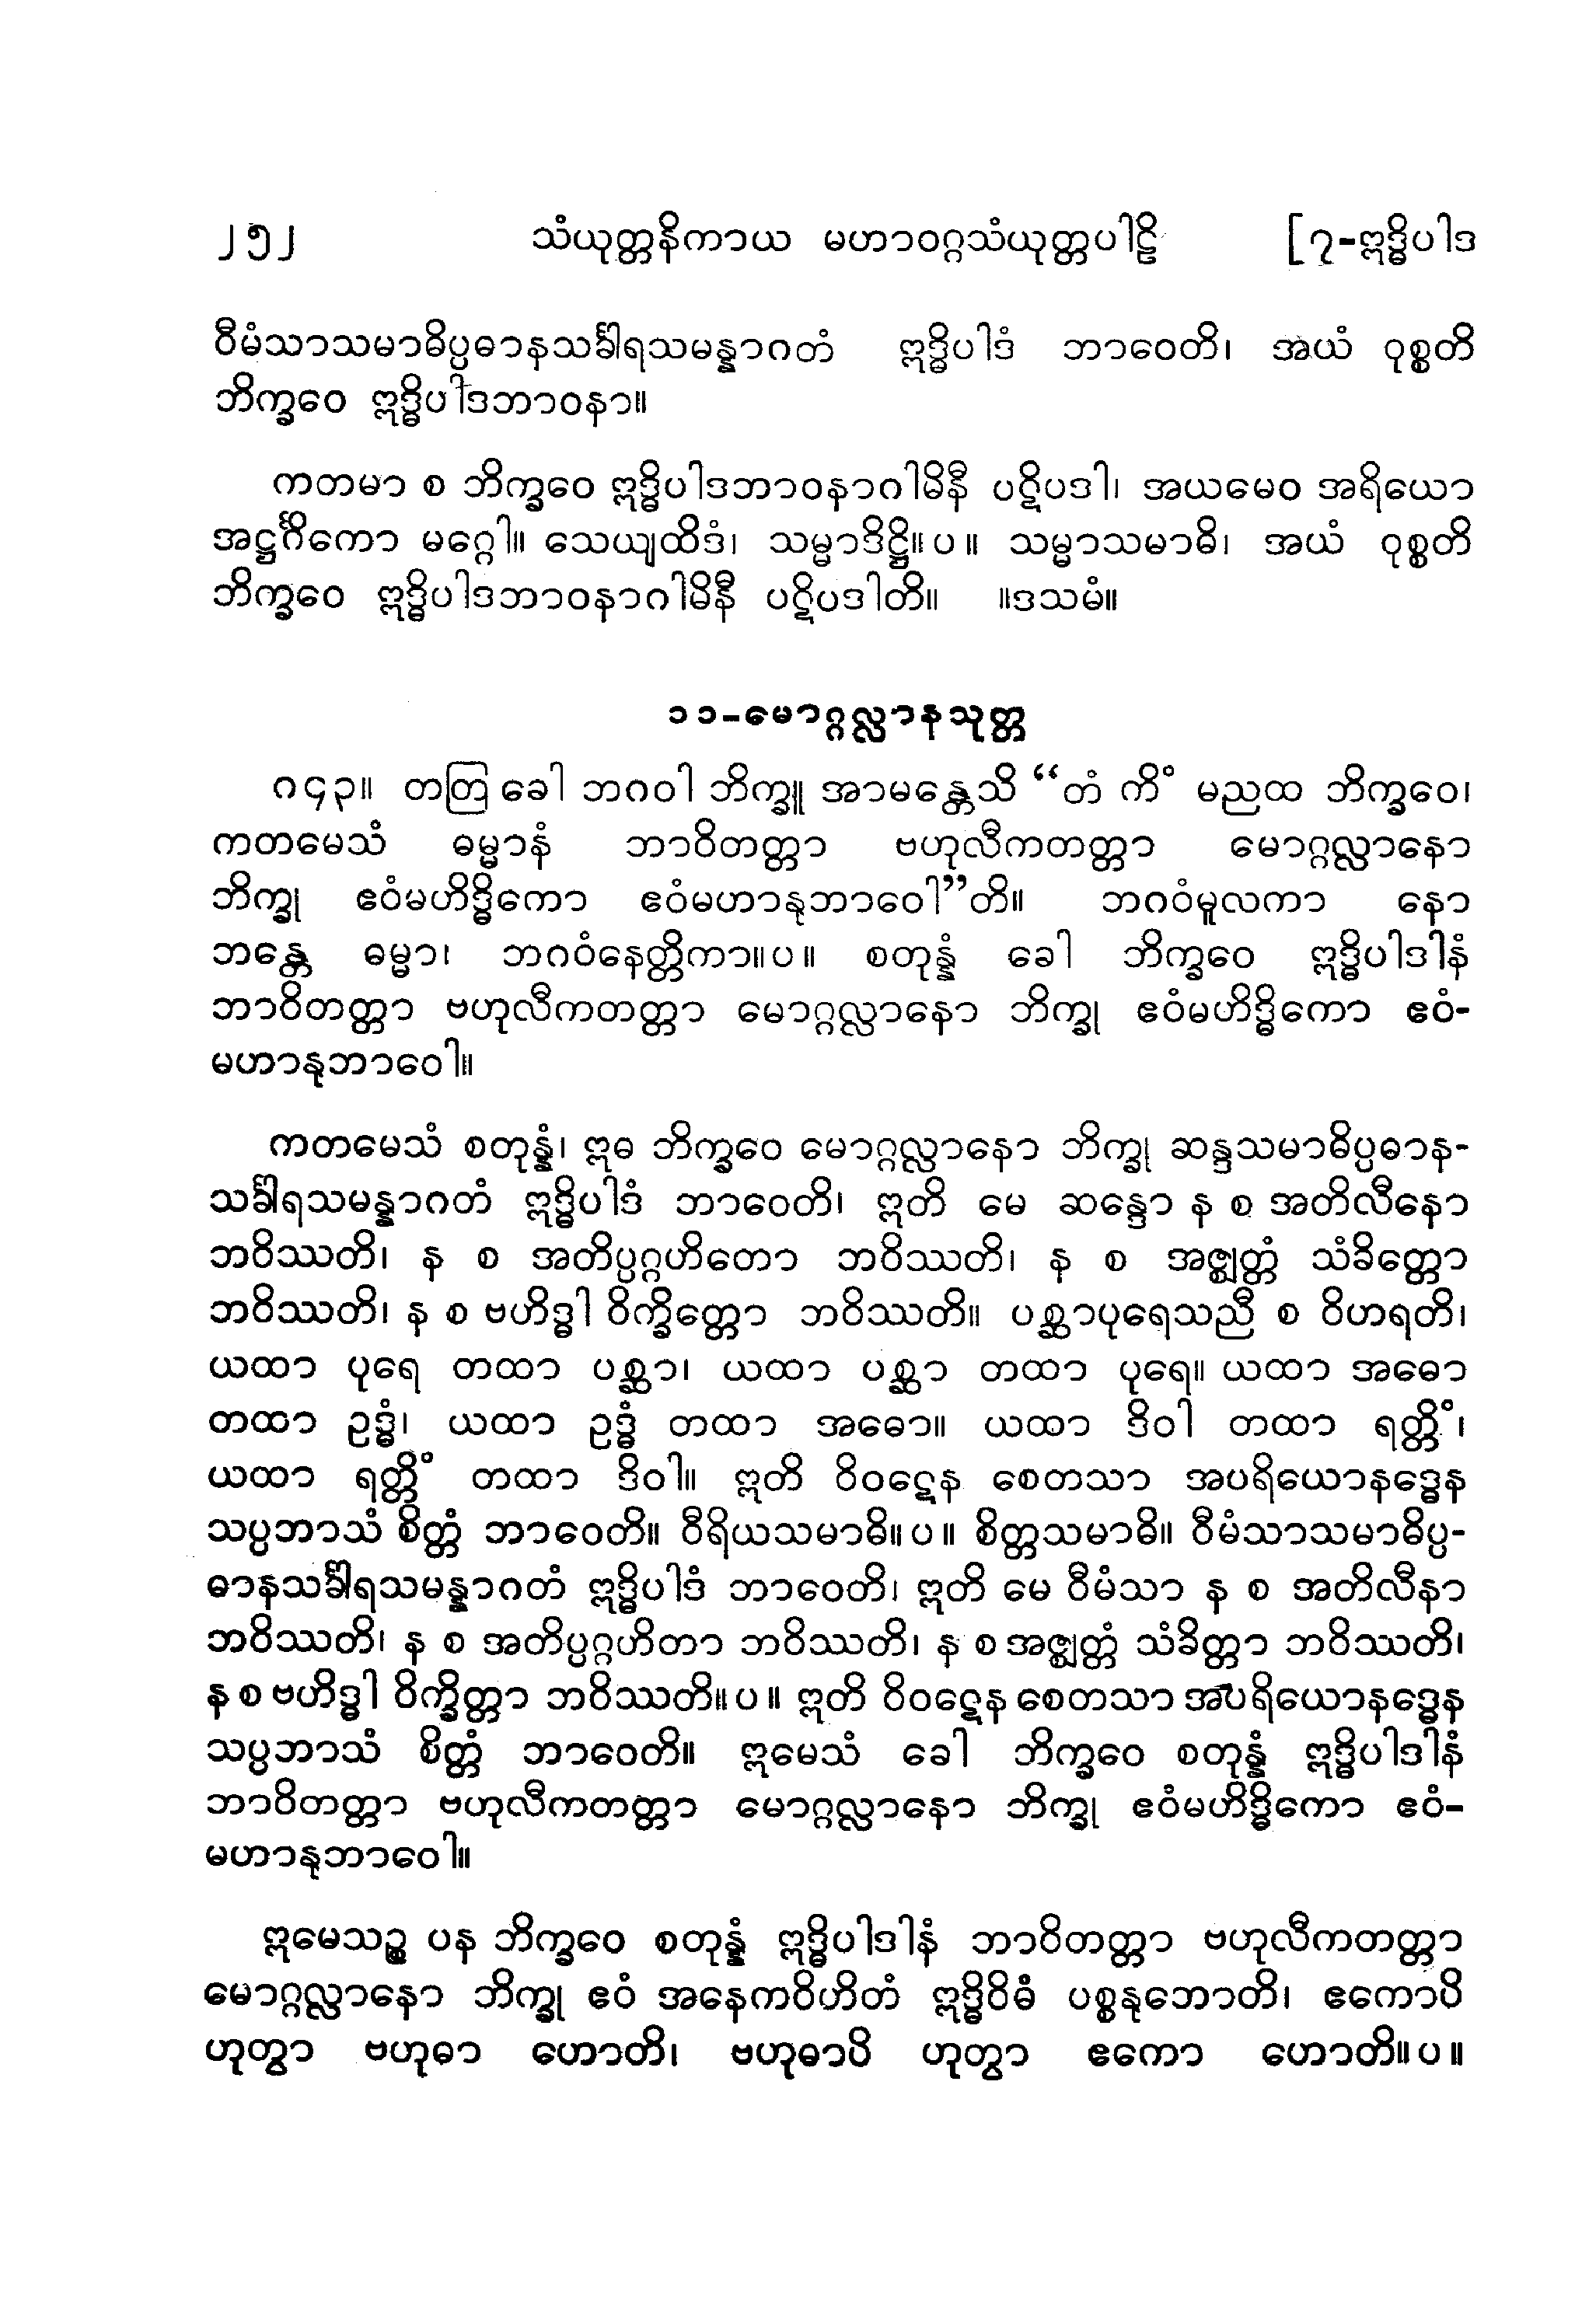 ၂၅၂ သံယုတ္တနိကာယ မဟာဝဂ္ဂသံယုတ္တပါဠိ [၇-ဣဒ္ဓိပါဒ
ဝီမံသာသမာဓိပ္ပဓာနသင်္ခါရသမန္နာဂတံ ဣဒ္ဓိပါဒံ ဘာဝေတိ၊ အယံ ဝုစ္စတိ
ဘိက္ခဝေ ဣဒ္ဓိပါဒဘာဝနာ။
ကတမာ စ ဘိက္ခဝေ ဣဒ္ဓိပါဒဘာဝနာဂါမိနီ ပဋိပဒါ၊ အယမေဝ အရိယော
အဋ္ဌင်္ဂိကော မဂ္ဂေါ။ သေယျထိဒံ၊ သမ္မာဒိဋ္ဌိ။ပ။ သမ္မာသမာဓိ၊ အယံ ဝုစ္စတိ
ဘိက္ခဝေ ဣဒ္ဓိပါဒဘာဝနာဂါမိနီ ပဋိပဒါတိ။ ။ဒသမံ။
၁၁-မောဂ္ဂလ္လာနသုတ္တ
၈၄၃။ တတြ ခေါ ဘဂဝါ ဘိက္ခူ အာမန္တေသိ “တံ ကိံ မညထ ဘိက္ခဝေ၊
ကတမေသံ ဓမ္မာနံ ဘာဝိတတ္တာ ဗဟုလီကတတ္တာ မောဂ္ဂလ္လာနော
ဘိက္ခု ဧဝံမဟိဒ္ဓိကော ဧဝံမဟာနုဘာဝေါ”တိ။ ဘဂဝံမူလကာ နော
ဘန္တေ ဓမ္မာ၊ ဘဂဝံနေတ္တိကာ။ပ။ စတုန္နံ ခေါ ဘိက္ခဝေ ဣဒ္ဓိပါဒါနံ
ဘာဝိတတ္တာ ဗဟုလီကတတ္တာ မောဂ္ဂလ္လာနော ဘိက္ခု ဧဝံမဟိဒ္ဓိကော ဧဝံ-
မဟာနုဘာဝေါ။
ကတမေသံ စတုန္နံ၊ ဣဓ ဘိက္ခဝေ မောဂ္ဂလ္လာနော ဘိက္ခု ဆန္ဒသမာဓိပ္ပဓာန-
သင်္ခါရသမန္နာဂတံ ဣဒ္ဓိပါဒံ ဘာဝေတိ၊ ဣတိ မေ ဆန္ဒော န စ အတိလီနော
ဘဝိဿတိ၊ န စ အတိပ္ပဂ္ဂဟိတော ဘဝိဿတိ၊ န စ အဇ္ဈတ္တံ သံခိတ္တော
ဘဝိဿတိ၊ န စ ဗဟိဒ္ဓါ ဝိက္ခိတ္တော ဘဝိဿတိ။ ပစ္ဆာပုရေသညီ စ ဝိဟရတိ၊
ယထာ ပုရေ တထာ ပစ္ဆာ၊ ယထာ ပစ္ဆာ တထာ ပုရေ။ ယထာ အဓော
တထာ ဥဒ္ဓံ၊ ယထာ ဥဒ္ဓံ တထာ အဓော။ ယထာ ဒိဝါ တထာ ရတ္တိံ၊
ယထာ ရတ္တိံ တထာ ဒိဝါ။ ဣတိ ဝိဝဋေန စေတသာ အပရိယောနဒ္ဓေန
သပ္ပဘာသံ စိတ္တံ ဘာဝေတိ။ ဝီရိယသမာဓိ။ပ။ စိတ္တသမာဓိ။ ဝီမံသာသမာဓိပ္ပ-
ဓာနသင်္ခါရသမန္နာဂတံ ဣဒ္ဓိပါဒံ ဘာဝေတိ၊ ဣတိ မေ ဝီမံသာ န စ အတိလီနာ
ဘဝိဿတိ၊ န စ အတိပ္ပဂ္ဂဟိတာ ဘဝိဿတိ၊ န စ အဇ္ဈတ္တံ သံခိတ္တာ ဘဝိဿတိ၊
န စ ဗဟိဒ္ဓါ ဝိက္ခိတ္တာ ဘဝိဿတိ။ပ။ ဣတိ ဝိဝဋေန စေတသာ အပရိယောနဒ္ဓေန
သပ္ပဘာသံ စိတ္တံ ဘာဝေတိ။ ဣမေသံ ခေါ ဘိက္ခဝေ စတုန္နံ ဣဒ္ဓိပါဒါနံ
ဘာဝိတတ္တာ ဗဟုလီကတတ္တာ မောဂ္ဂလ္လာနော ဘိက္ခု ဧဝံမဟိဒ္ဓိကော ဧဝံ-
မဟာနုဘာဝေါ။
ဣမေသဉ္စ ပန ဘိက္ခဝေ စတုန္နံ ဣဒ္ဓိပါဒါနံ ဘာဝိတတ္တာ ဗဟုလီကတတ္တာ
မောဂ္ဂလ္လာနော ဘိက္ခု ဧဝံ အနေကဝိဟိတံ ဣဒ္ဓိဝိဓံ ပစ္စနုဘောတိ၊ ဧကောပိ
ဟုတွာ ဗဟုဓာ ဟောတိ၊ ဗဟုဓာပိ ဟုတွာ ဧကော ဟောတိ။ပ။